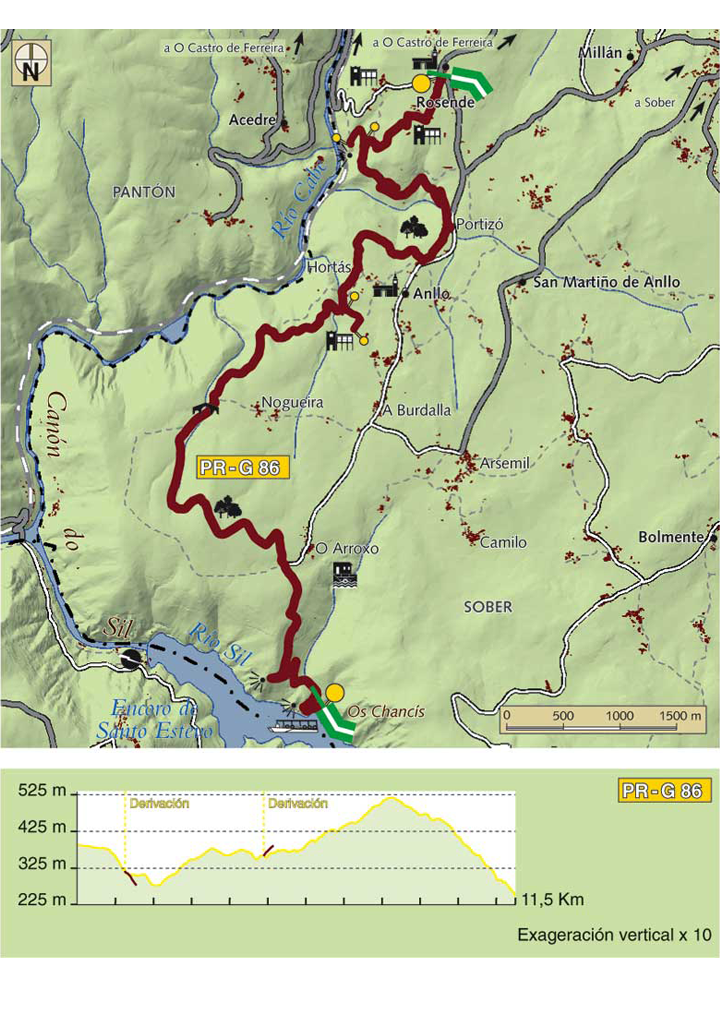 a O Castro de Ferreira
a O Castro de Ferreira
Millán
N
Rosende
a Sober
Acedre
Río Cabe
PANTÓN
Portizó
Hortás
San Martiño de Anllo
Anllo
Canón do Sil
Nogueira
A Burdalla
PR-G 86
Arsemil
O Arroxo
Camilo
Bolmente
SOBER
Río Sil
Encoro de
Santo Estevo
Os Chancís
0 500 1000 1500 m
525 m
Derivación
Derivación
PR-G 86
425 m
325 m
225 m
11,5 Km
Exageración vertical x 10